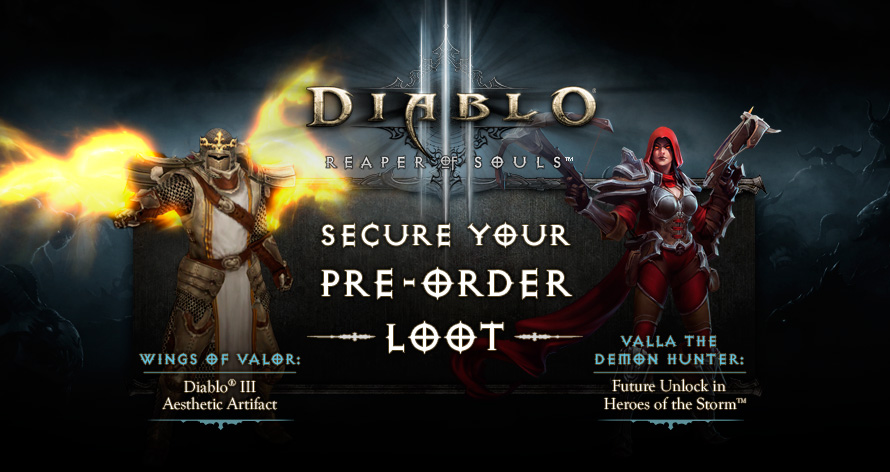 DIABLO
REAPER OF SOULS™
SECURE YOUR
PRE-ORDER
LOOT
WINGS OF VALOR:
Diablo® III
Aesthetic Artifact
VALLA THE
DEMON HUNTER:
Future Unlock in
Heroes of the Storm™